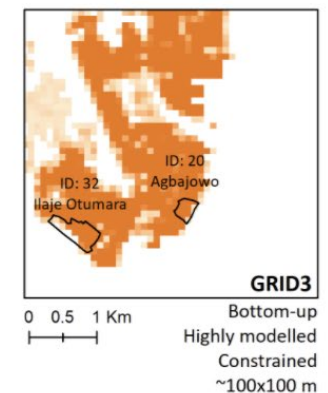 ID: 20
Agbajowo
ID: 32
Ilaje Otumara
GRID3
0 0.5 1 Km
Bottom-up
Highly modelled
Constrained
~100x100 m